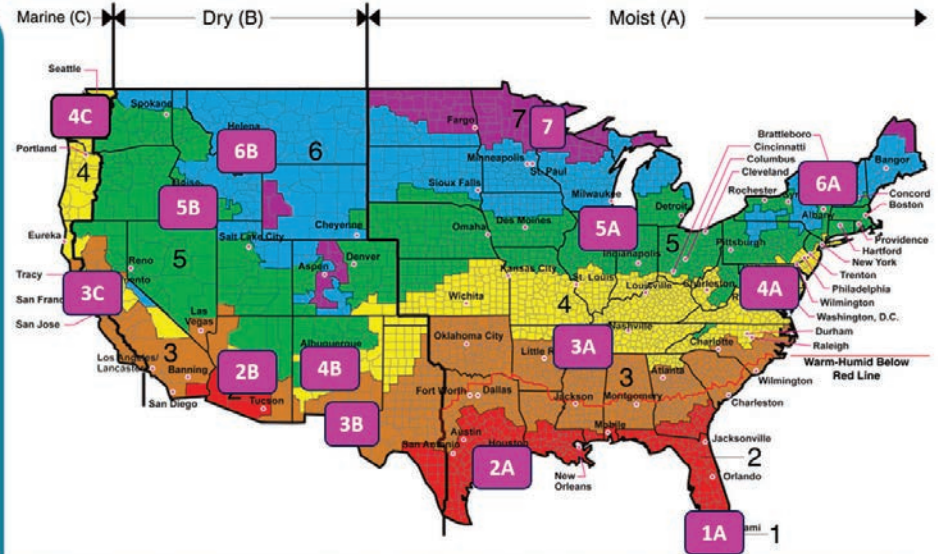 Marine (C)
Dry (B)
Moist (A)
Seattle
4C
Spokane
Helena
6B
6
Fargo
7
7
Brattleboro
Cincinnatti
Columbus
Cleveland
Portland
4
Minneapolis
St. Paul
Rochester
6A
Bangor
5B
Sioux Falls
Milwaukee
Detroit
Albany
Concord
Boston
Eureka
Reno
5
Salt Lake City
Cheyenne
Omaha
Des Moines
5A
5
Indianapolis
Pittsburgh
Providence
Hartford
New York
Tracy
3C
Aspen
Denver
Kansas City
St. Louis
Lousville
Charleston
4A
Trenton
Philadelphia
Wilmington
Washington, D.C.
San Jose
Las
Vegas
Wichita
4
Nashville
Durham
Raleigh
3
Los Angeles/
Lancaster
Banning
2B
Albuquerque
4B
Oklahoma City
3A
3
Charlotte
Atlanta
Warm-Humid Below
Red Line
San Diego
Tucson
3B
Fort Worth
Dallas
Jackson
Montgomery
Wilmington
Charleston
San Antonio
Austin
Houston
2A
New
Orleans
Mobile
Jacksonville
2
Orlando
1A
1